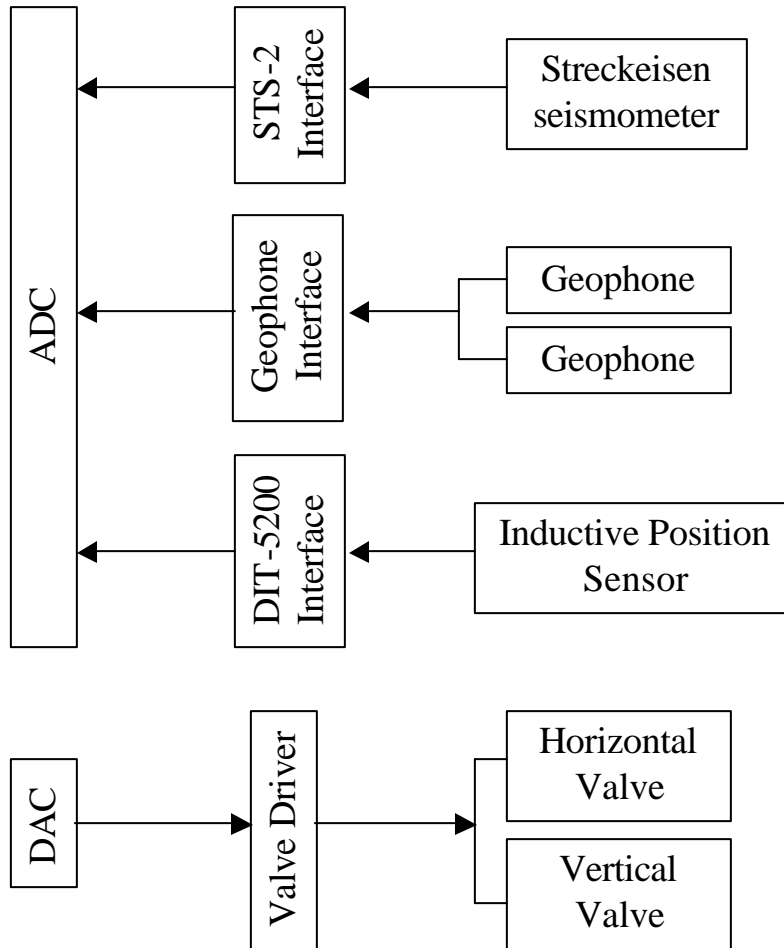 ADC
STS-2
Interface
Streckeisen
seismometer
Geophone
Interface
Geophone
Geophone
DIT-5200
Interface
Inductive Position
Sensor
DAC
Valve Driver
Horizontal
Valve
Vertical
Valve